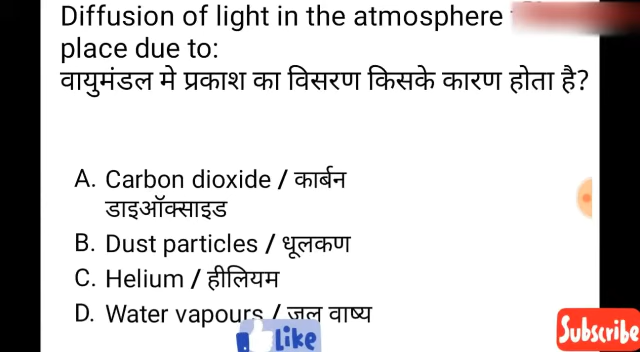 Diffusion of light in the atmosphere
place due to:
वायुमंडल मे प्रकाश का विसरण किसके कारण होता है?
A. Carbon dioxide / कार्बन
डाइऑक्साइड
B. Dust particles / धूलकण
C. Helium / हीलियम
D. Water vapours / जल वाष्य
Like
Subscribe